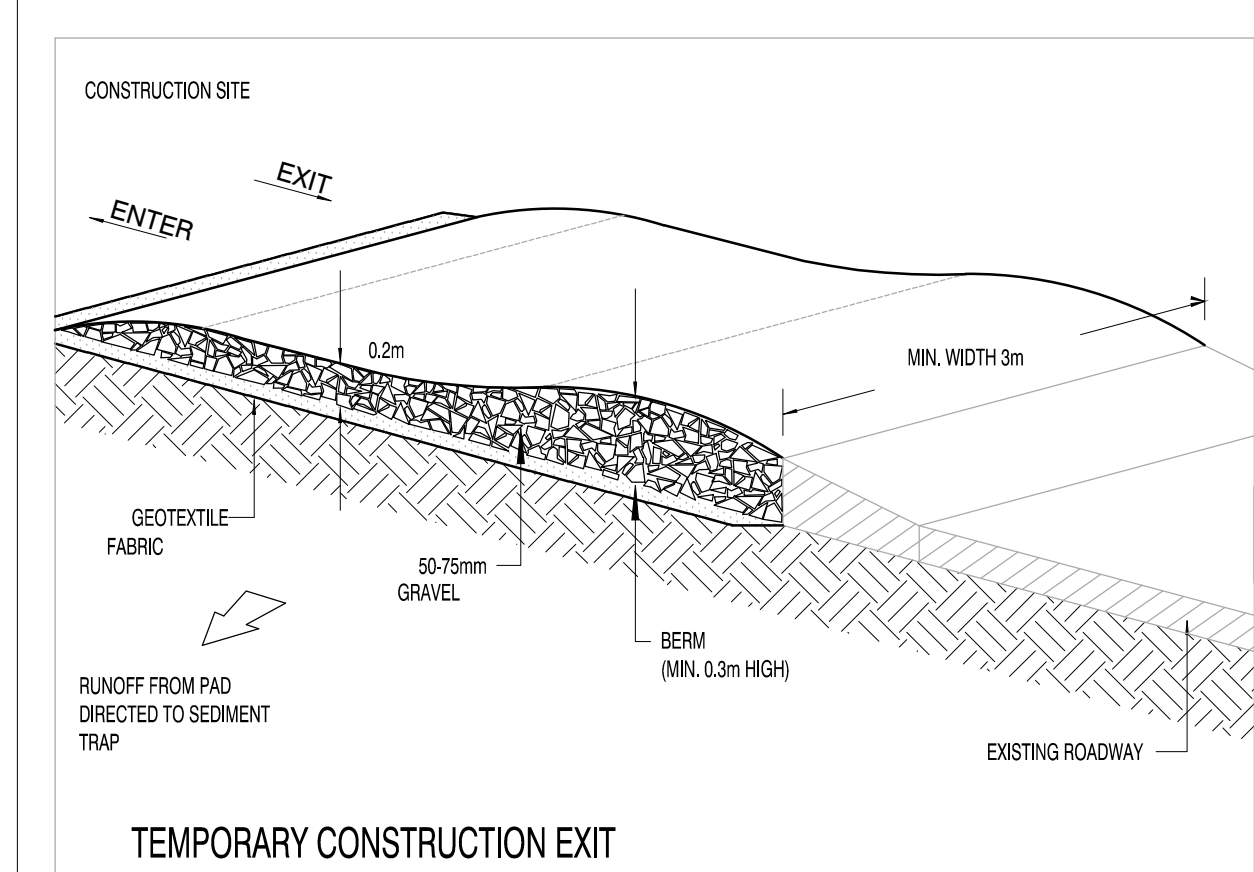 CONSTRUCTION SITE
EXIT
ENTER
0.2m
MIN. WIDTH 3m
GEOTEXTILE
FABRIC
50-75mm
GRAVEL
BERM
(MIN. 0.3m HIGH)
RUNOFF FROM PAD
DIRECTED TO SEDIMENT
TRAP
EXISTING ROADWAY
TEMPORARY CONSTRUCTION EXIT